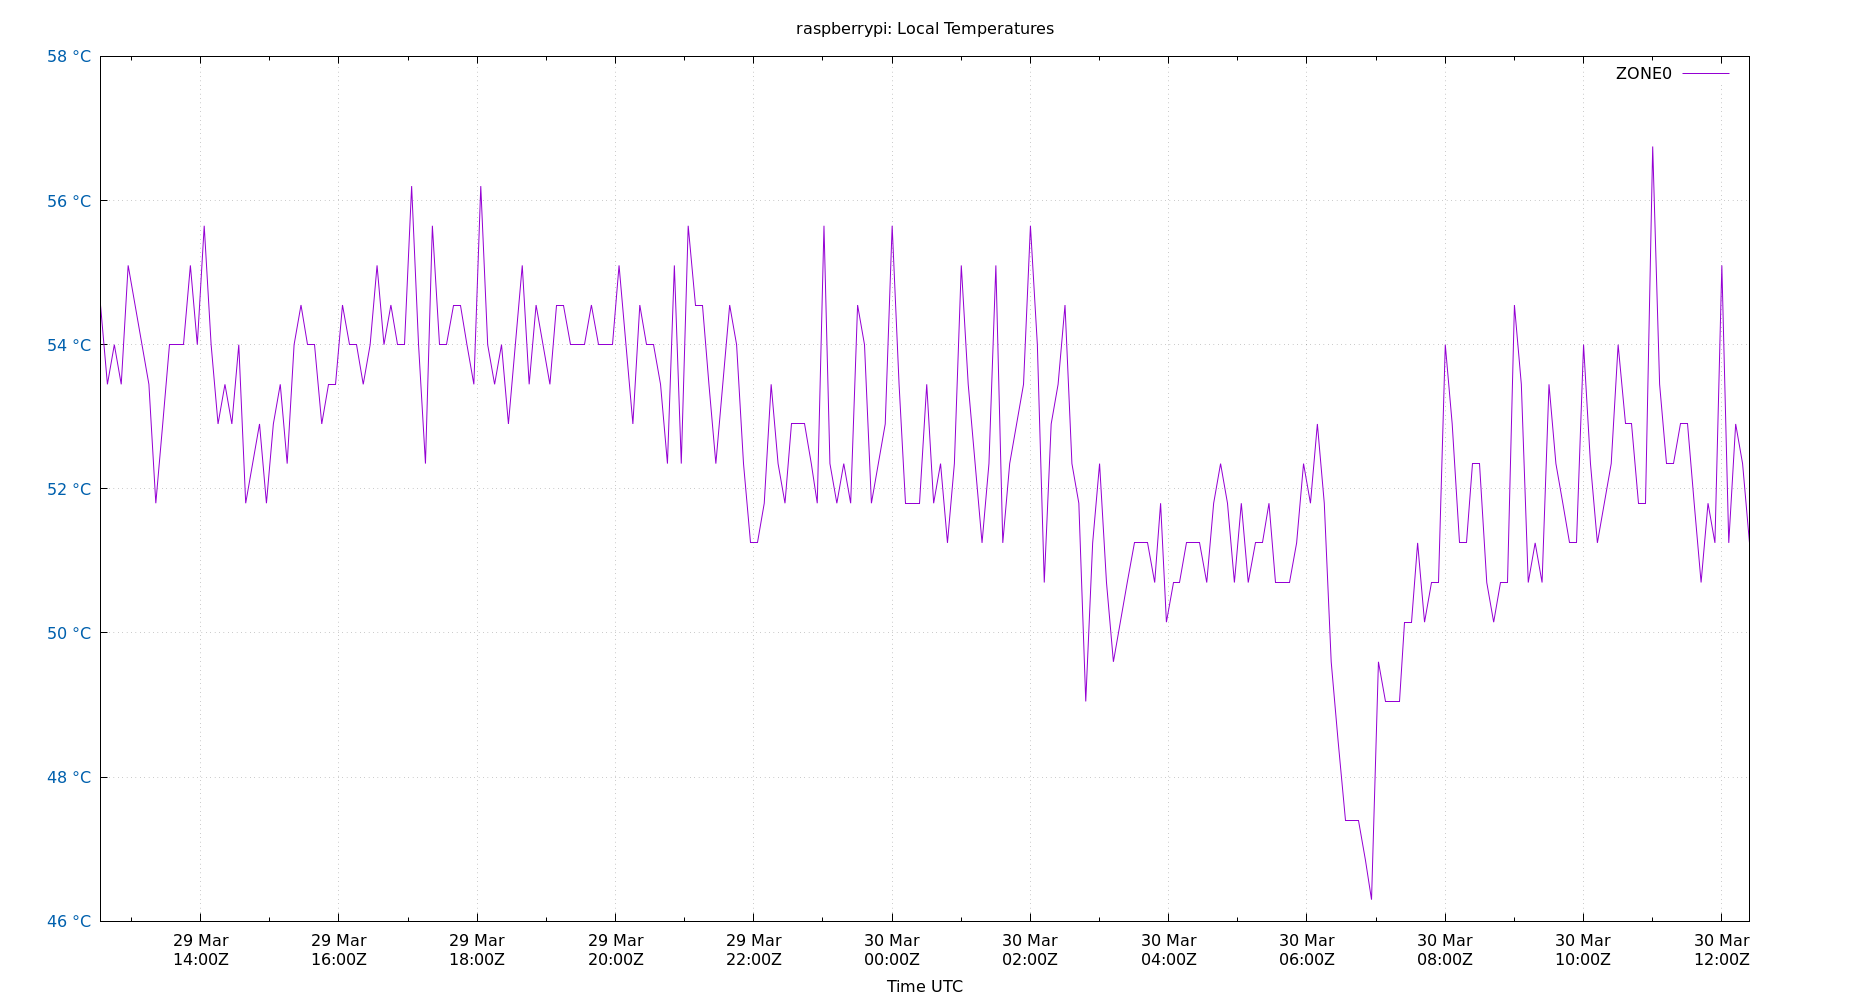 raspberrypi: Local Temperatures
58 °C
ZONE0
56 °C
54 °C
52 °C
50 °C
48 °C
46 °C
29 Mar 29 Mar 29 Mar 29 Mar 29 Mar 30 Mar 30 Mar 30 Mar 30 Mar 30 Mar 30 Mar 30 Mar
14:00Z 16:00Z 18:00Z 20:00Z 22:00Z 00:00Z 02:00Z 04:00Z 06:00Z 08:00Z 10:00Z 12:00Z
Time UTC